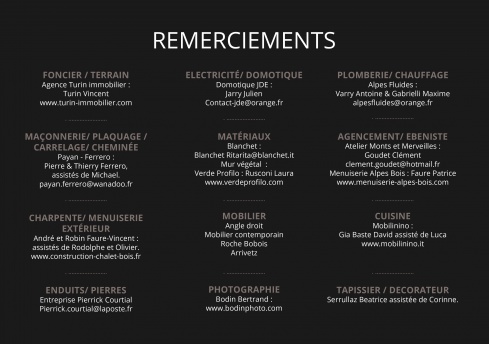 REMERCIEMENTS
FONCIER / TERRAIN
Agence Turin immobilier :
Turin Vincent
www.turin-immobilier.com
MAÇONNERIE/ PLAQUAGE /
CARRELAGE/ CHEMINÉE
Payan - Ferrero :
Pierre & Thierry Ferrero,
assistés de Michael.
payan.ferrero@wanadoo.fr
CHARPENTE/ MENUISERIE
EXTÉRIEUR
André et Robin Faure-Vincent :
assistés de Rodolphe et Olivier.
www.construction-chalet-bois.fr
ENDUITS/ PIERRES
Entreprise Pierrick Courtial
Pierrick.courtial@laposte.fr
ELECTRICITÉ/ DOMOTIQUE
Domotique JDE :
Jarry Julien
Contact-jde@orange.fr
MATÉRIAUX
Blanchet :
Blanchet Ritarita@blanchet.it
Mur végétal :
Verde Profilo : Rusconi Laura
www.verdeprofilo.com
MOBILIER
Angle droit
Mobilier contemporain
Roche Bobois
Arrivetz
PHOTOGRAPHIE
Bodin Bertrand :
www.bodinphoto.com
PLOMBERIE/ CHAUFFAGE
Alpes Fluides :
Varry Antoine & Gabrielli Maxime
alpesfluides@orange.fr
AGENCEMENT/ EBENISTE
Atelier Monts et Merveilles :
Goudet Clément
clement.goudet@hotmail.fr
Menuiserie Alpes Bois : Faure Patrice
www.menuiserie-alpes-bois.com
CUISINE
Mobilinino :
Gia Baste David assisté de Luca
www.mobilinino.it
TAPISSIER / DECORATEUR
Serrullaz Beatrice assistée de Corinne.